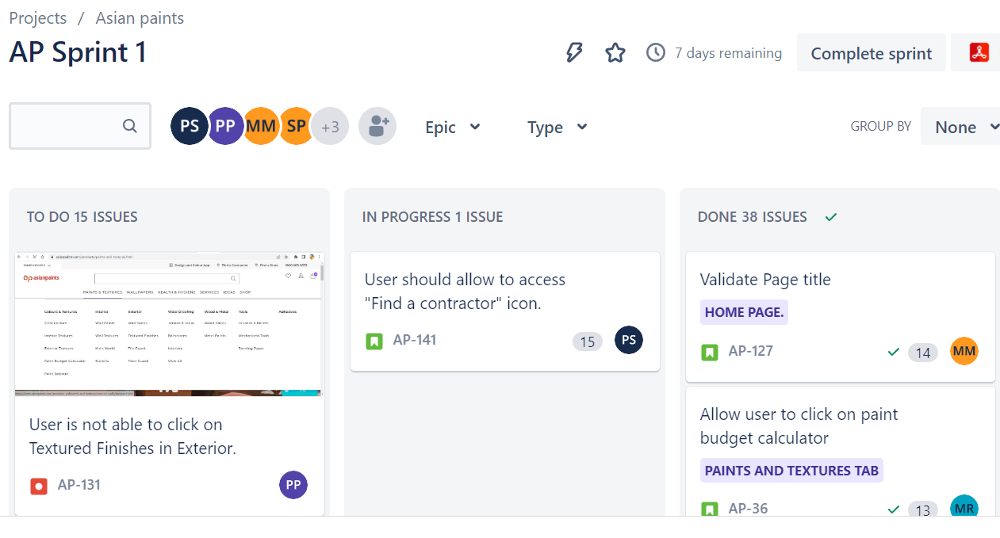 Projects / Asian paints
AP Sprint 1
7 days remaining
Complete sprint
PS PP MM SP +3
Epic
Type
GROUP BY None
TO DO 15 ISSUES
asianpaints
PAINTS & TEXTURES WALLPAPERS HEALTH & HYGIENE SERVICES IDEAS SHOP
User is not able to click on
Textured Finishes in Exterior.
AP-131 PP
IN PROGRESS 1 ISSUE
User should allow to access
"Find a contractor" icon.
AP-141 15 PS
DONE 38 ISSUES
Validate Page title
HOME PAGE.
AP-127 14 MM
Allow user to click on paint
budget calculator
PAINTS AND TEXTURES TAB
AP-36 13 MR